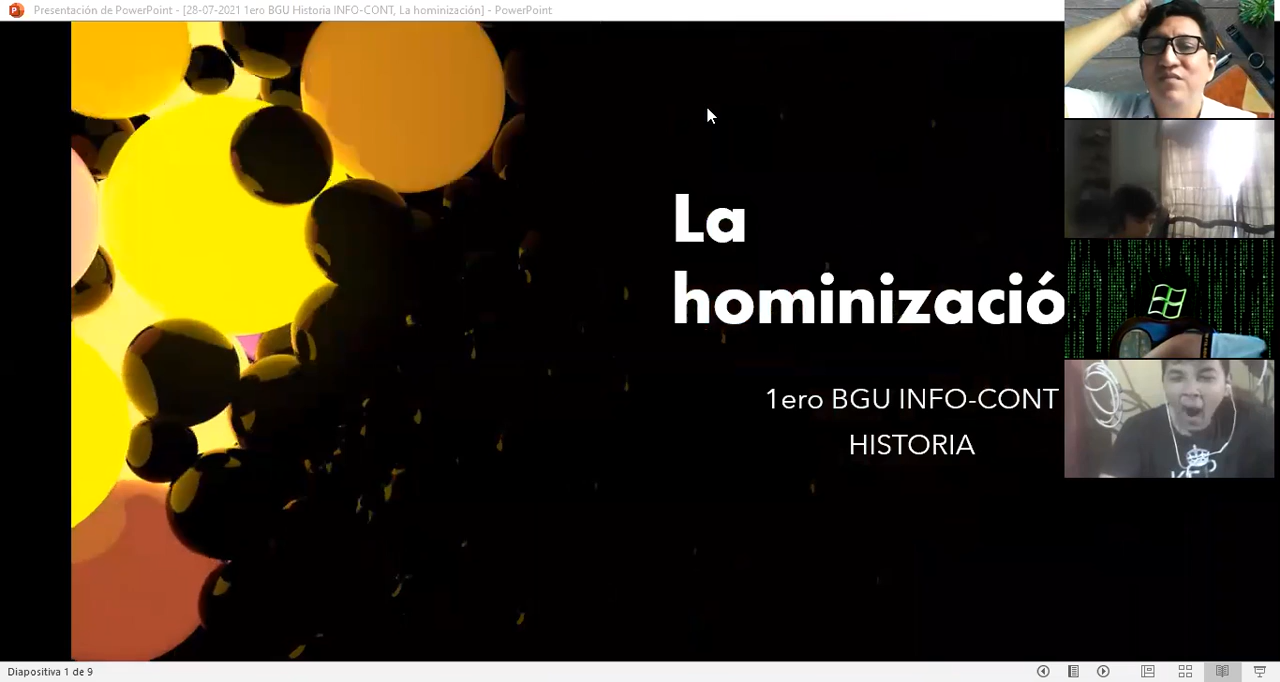 Presentación de PowerPoint - [28-07-2021 1ero BGU Historia INFO-CONT, La hominización] - PowerPoint
La
hominizació
1ero BGU INFO-CONT
HISTORIA
Diapositiva 1 de 9